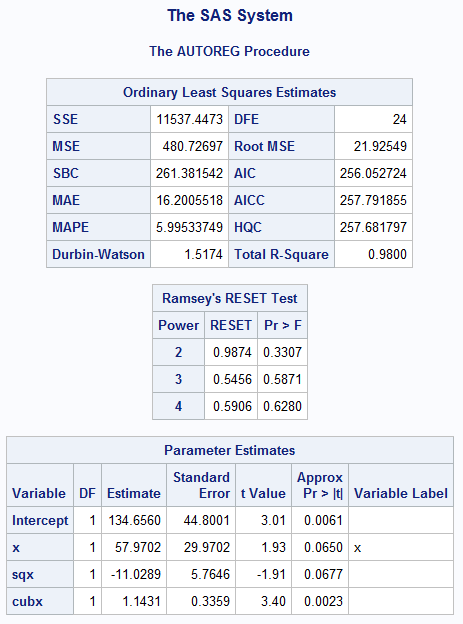 The SAS System
The AUTOREG Procedure
Ordinary Least Squares Estimates
SSE 11537.4473 DFE 24
MSE 480.72697 Root MSE 21.92549
SBC 261.381542 AIC 256.052724
MAE 16.2005518 AICC 257.791855
MAPE 5.99533749 HQC 257.681797
Durbin-Watson 1.5174 Total R-Square 0.9800
Ramsey's RESET Test
Power RESET Pr > F
2 0.9874 0.3307
3 0.5456 0.5871
4 0.5906 0.6280
Parameter Estimates
Variable DF Estimate Standard Error t Value Approx Pr > |t| Variable Label
Intercept 1 134.6560 44.8001 3.01 0.0061
x 1 57.9702 29.9702 1.93 0.0650 x
sqx 1 -11.0289 5.7646 -1.91 0.0677
cubx 1 1.1431 0.3359 3.40 0.0023